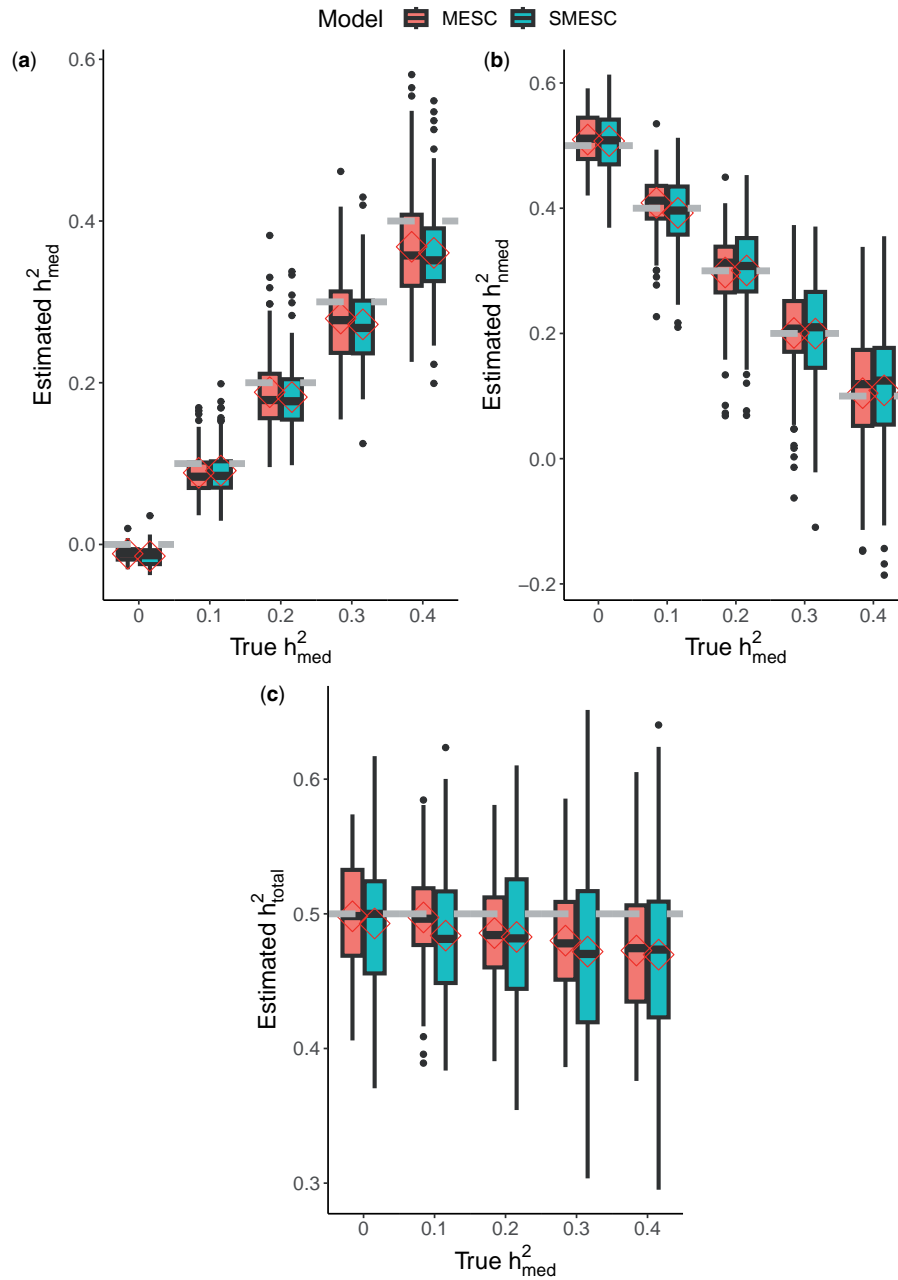 Model MESC SMESC
(a)
Estimated h²med
0.6
0.4
0.2
0.0
0 0.1 0.2 0.3 0.4
True h²med
(b)
Estimated h²nmed
0.6
0.4
0.2
0.0
−0.2
0 0.1 0.2 0.3 0.4
True h²med
(c)
Estimated h²total
0.6
0.5
0.4
0.3
0 0.1 0.2 0.3 0.4
True h²med